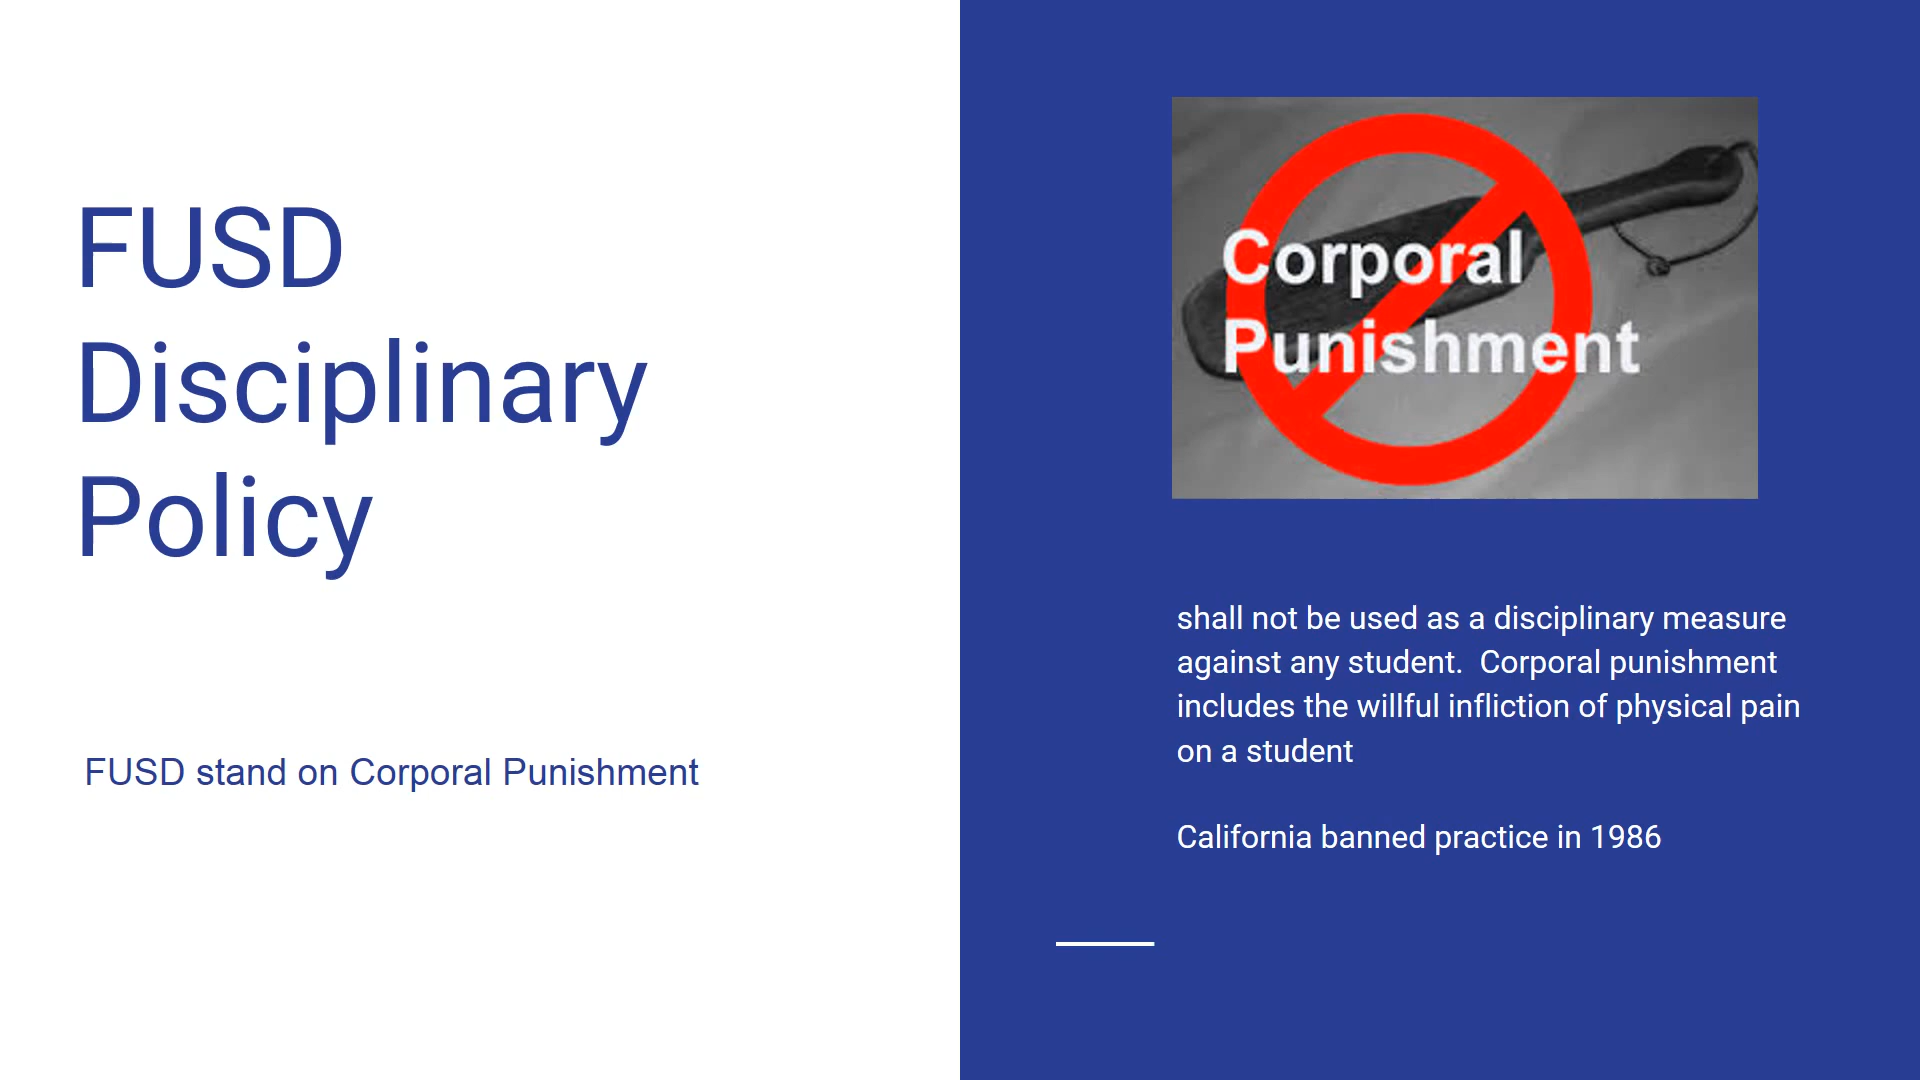 FUSD
Disciplinary
Policy
FUSD stand on Corporal Punishment
Corporal
Punishment
shall not be used as a disciplinary measure
against any student.  Corporal punishment
includes the willful infliction of physical pain
on a student
California banned practice in 1986